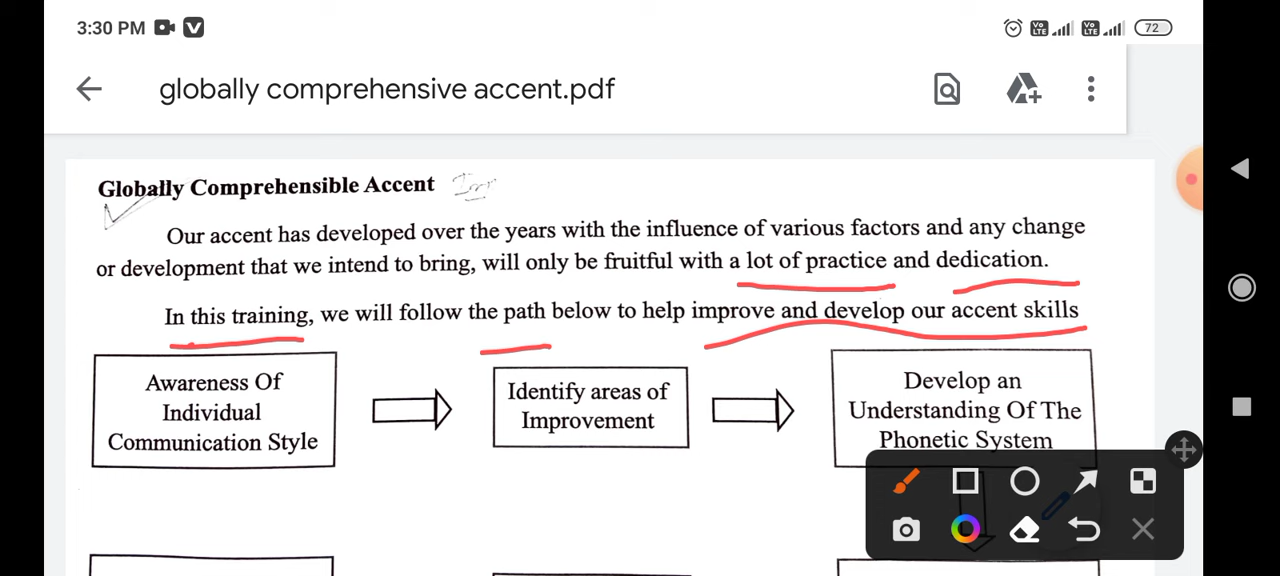 3:30 PM
Vo LTE Vo LTE 72
globally comprehensive accent.pdf
Globally Comprehensible Accent
Our accent has developed over the years with the influence of various factors and any change
or development that we intend to bring, will only be fruitful with a lot of practice and dedication.
In this training, we will follow the path below to help improve and develop our accent skills
Awareness Of
Individual
Communication Style
Identify areas of
Improvement
Develop an
Understanding Of The
Phonetic System